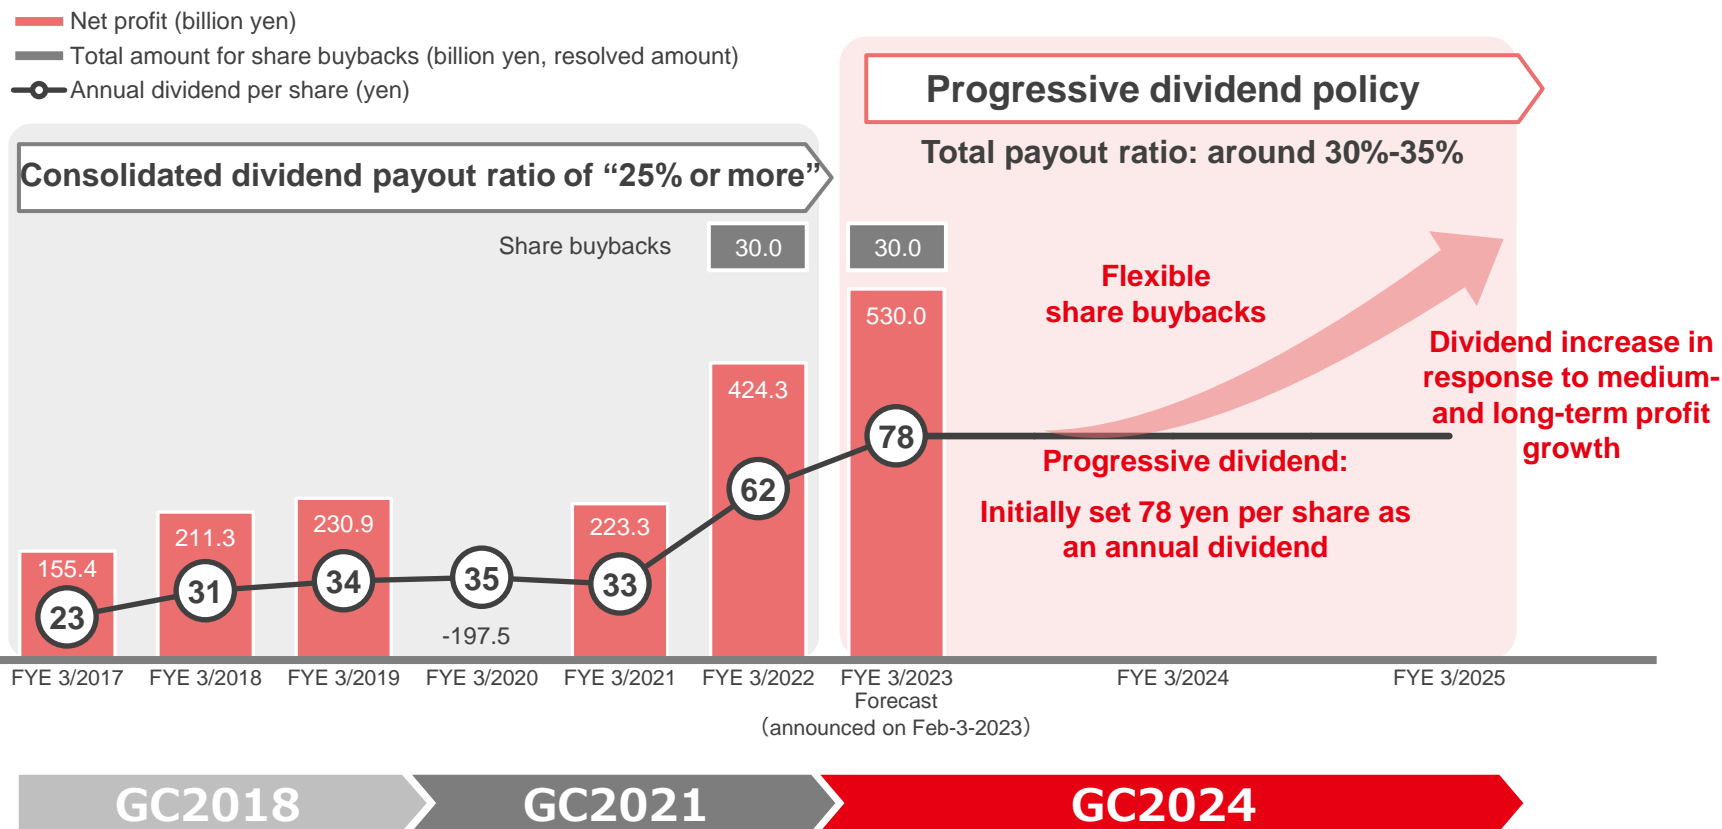 Net profit (billion yen)
Total amount for share buybacks (billion yen, resolved amount)
Annual dividend per share (yen)
Consolidated dividend payout ratio of “25% or more”
Progressive dividend policy
Total payout ratio: around 30%-35%
Share buybacks
30.0
30.0
Flexible
share buybacks
Dividend increase in
response to medium-
and long-term profit
growth
Progressive dividend:
Initially set 78 yen per share as
an annual dividend
155.4
211.3
230.9
-197.5
223.3
424.3
530.0
23
31
34
35
33
62
78
FYE 3/2017
FYE 3/2018
FYE 3/2019
FYE 3/2020
FYE 3/2021
FYE 3/2022
FYE 3/2023
Forecast
（announced on Feb-3-2023）
FYE 3/2024
FYE 3/2025
GC2018
GC2021
GC2024